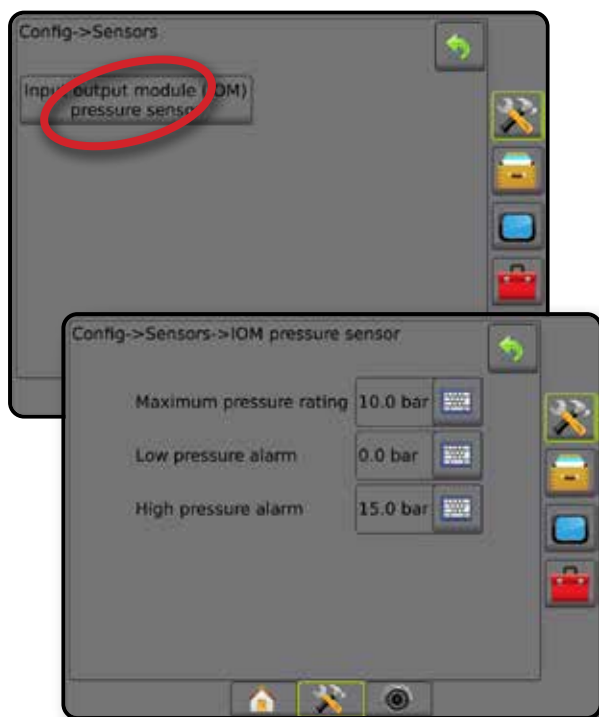 Config->Sensors
Input/output module (IOM)
pressure sensor
Config->Sensors->IOM pressure sensor
Maximum pressure rating 10.0 bar
Low pressure alarm 0.0 bar
High pressure alarm 15.0 bar